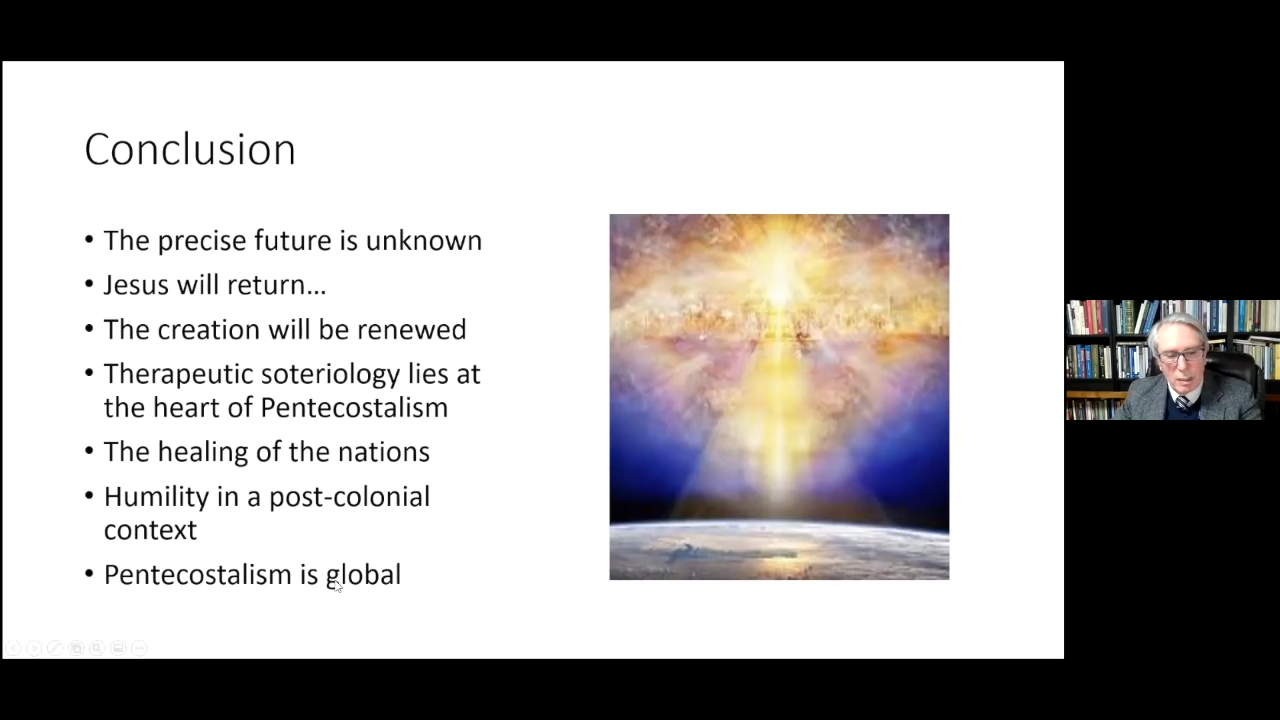 Conclusion
• The precise future is unknown
• Jesus will return…
• The creation will be renewed
• Therapeutic soteriology lies at
the heart of Pentecostalism
• The healing of the nations
• Humility in a post-colonial
context
• Pentecostalism is global